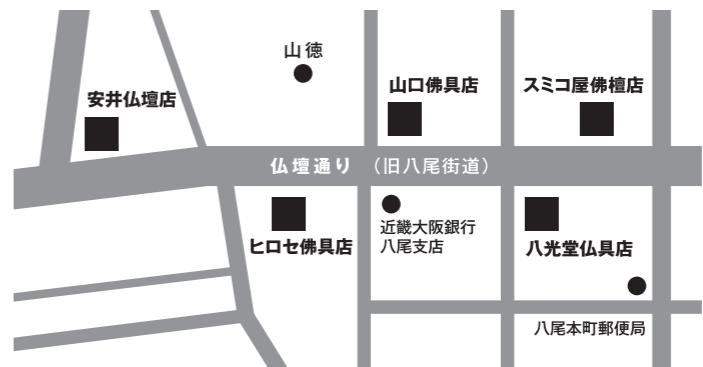 山徳
安井仏壇店
山口佛具店
スミコ屋佛檀店
仏壇通り （旧八尾街道）
ヒロセ佛具店
近畿大阪銀行
八尾支店
八光堂仏具店
八尾本町郵便局